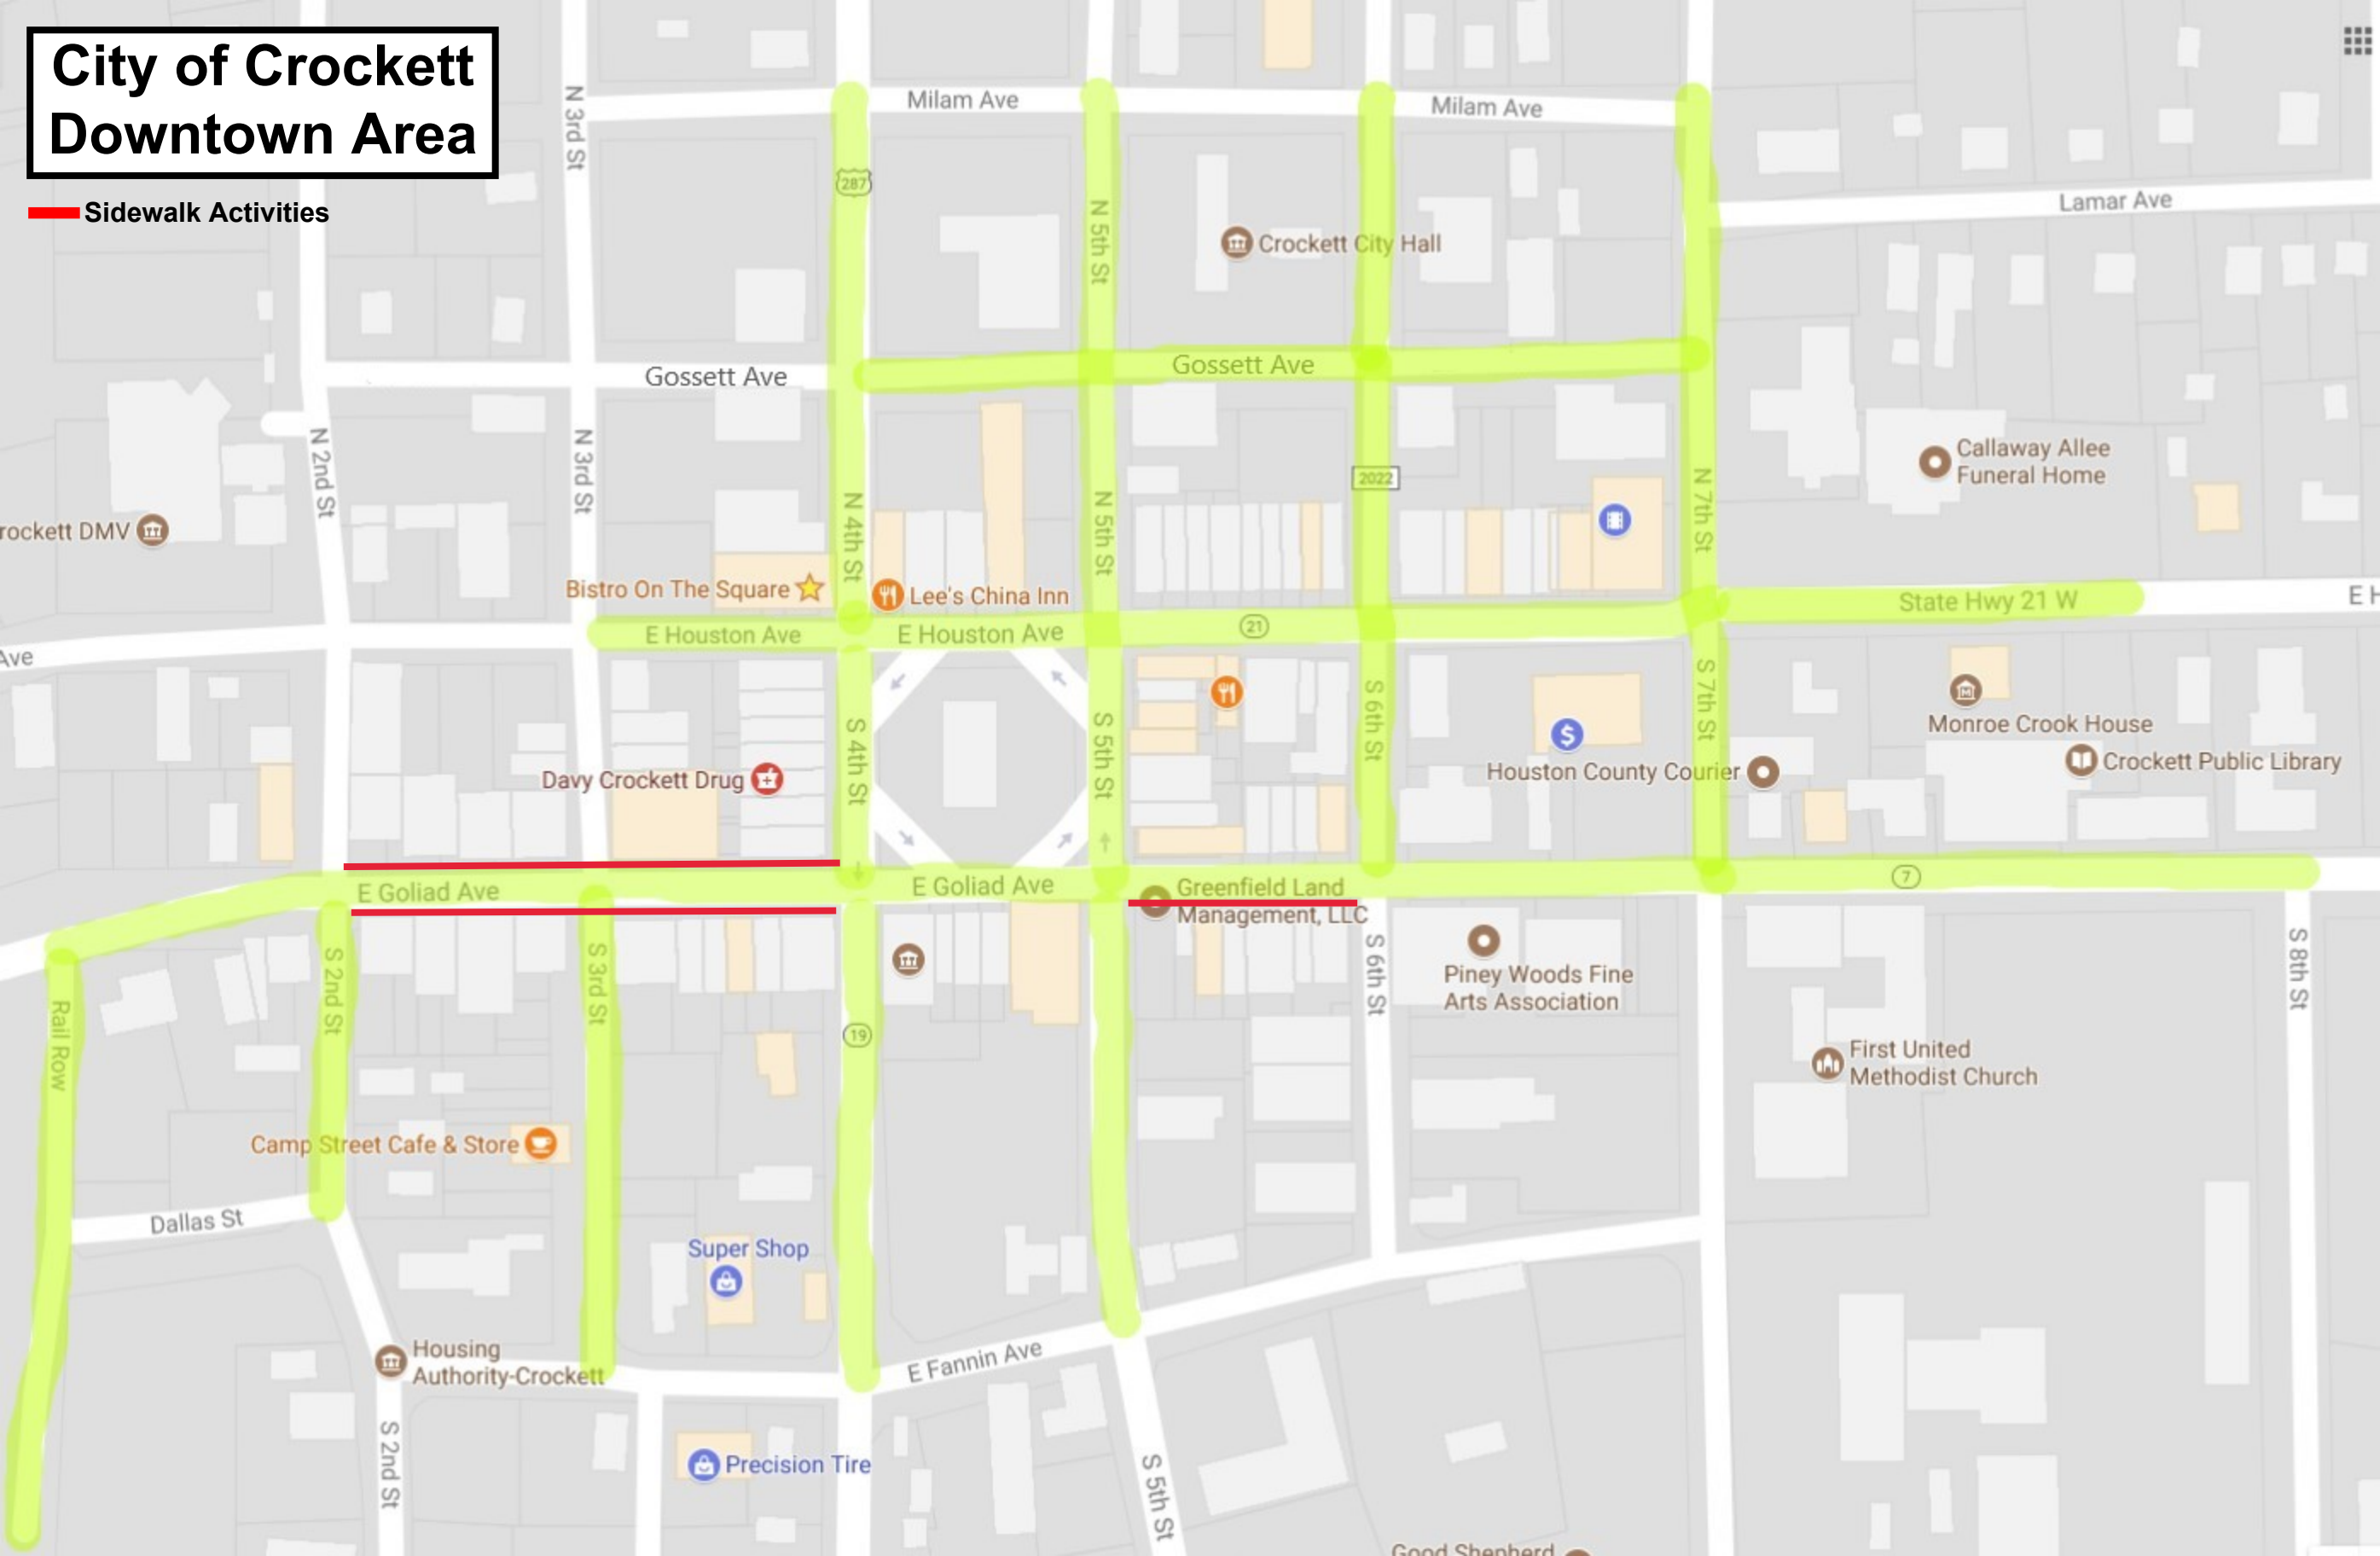 City of Crockett
Downtown Area
Sidewalk Activities
N 3rd St
Milam Ave
Milam Ave
287
N 5th St
Lamar Ave
Crockett City Hall
Gossett Ave
Gossett Ave
N 2nd St
N 3rd St
2022
Callaway Allee
Funeral Home
N 4th St
N 5th St
N 7th St
rockett DMV
Bistro On The Square
Lee's China Inn
State Hwy 21 W
E H
E Houston Ave
E Houston Ave
21
Ave
S 4th St
S 5th St
S 6th St
S 7th St
Monroe Crook House
Davy Crockett Drug
Houston County Courier
Crockett Public Library
E Goliad Ave
E Goliad Ave
Greenfield Land
Management, LLC
7
Rail Row
S 2nd St
S 3rd St
S 6th St
S 8th St
Piney Woods Fine
Arts Association
19
First United
Methodist Church
Camp Street Cafe & Store
Dallas St
Super Shop
Housing
Authority-Crockett
E Fannin Ave
S 2nd St
Precision Tire
S 5th St
Good Shepherd